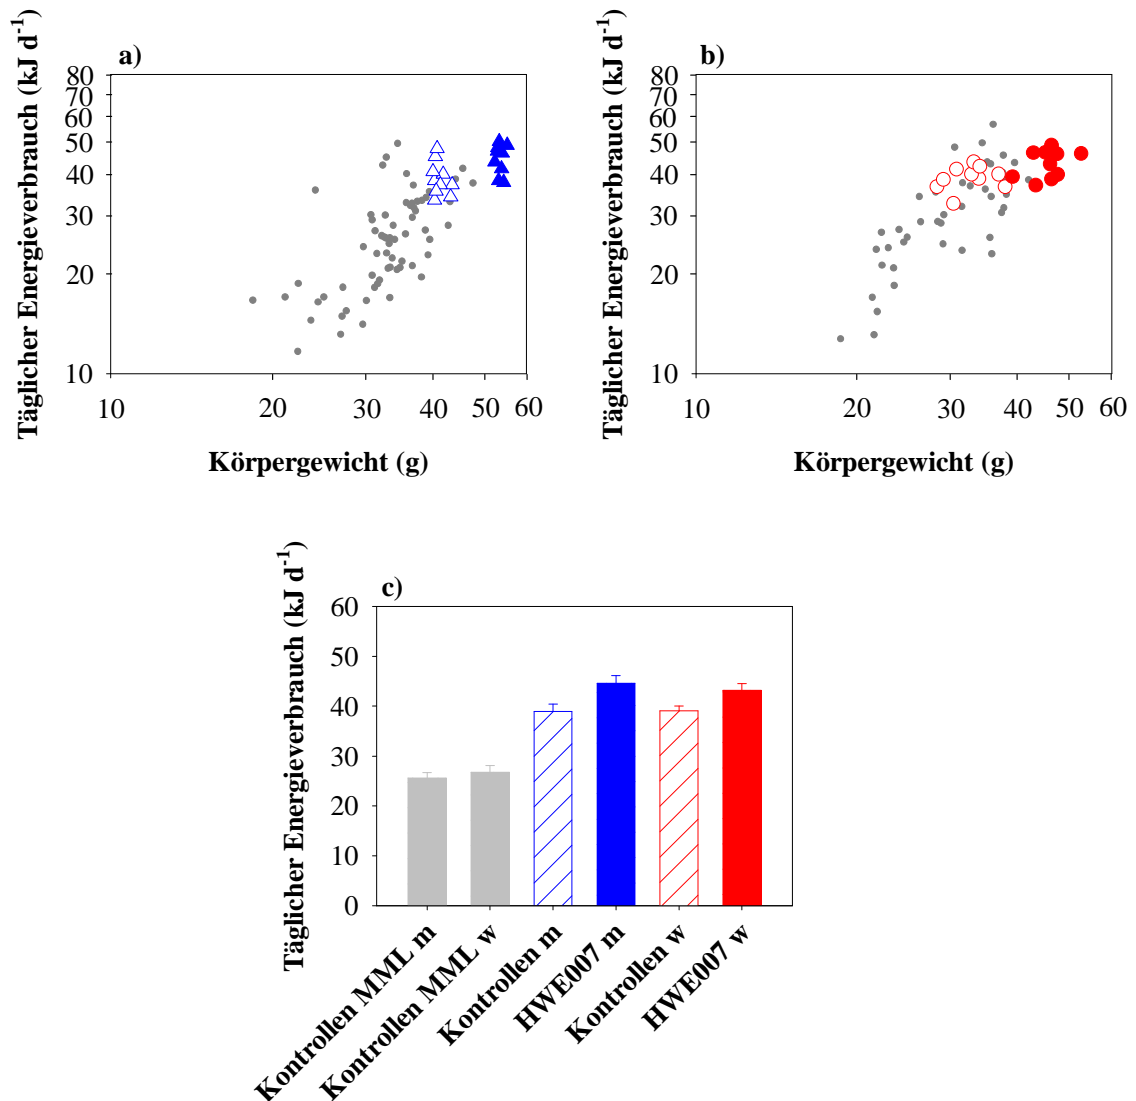 a)
Täglicher Energieverbrauch (kJ d-1)
80
70
60
50
40
30
20
10
10 20 30 40 50 60
Körpergewicht (g)
b)
Täglicher Energieverbrauch (kJ d-1)
80
70
60
50
40
30
20
10
10 20 30 40 50 60
Körpergewicht (g)
c)
Täglicher Energieverbrauch (kJ d-1)
60
50
40
30
20
10
0
Kontrollen MML m
Kontrollen MML w
Kontrollen m
HWE007 m
Kontrollen w
HWE007 w